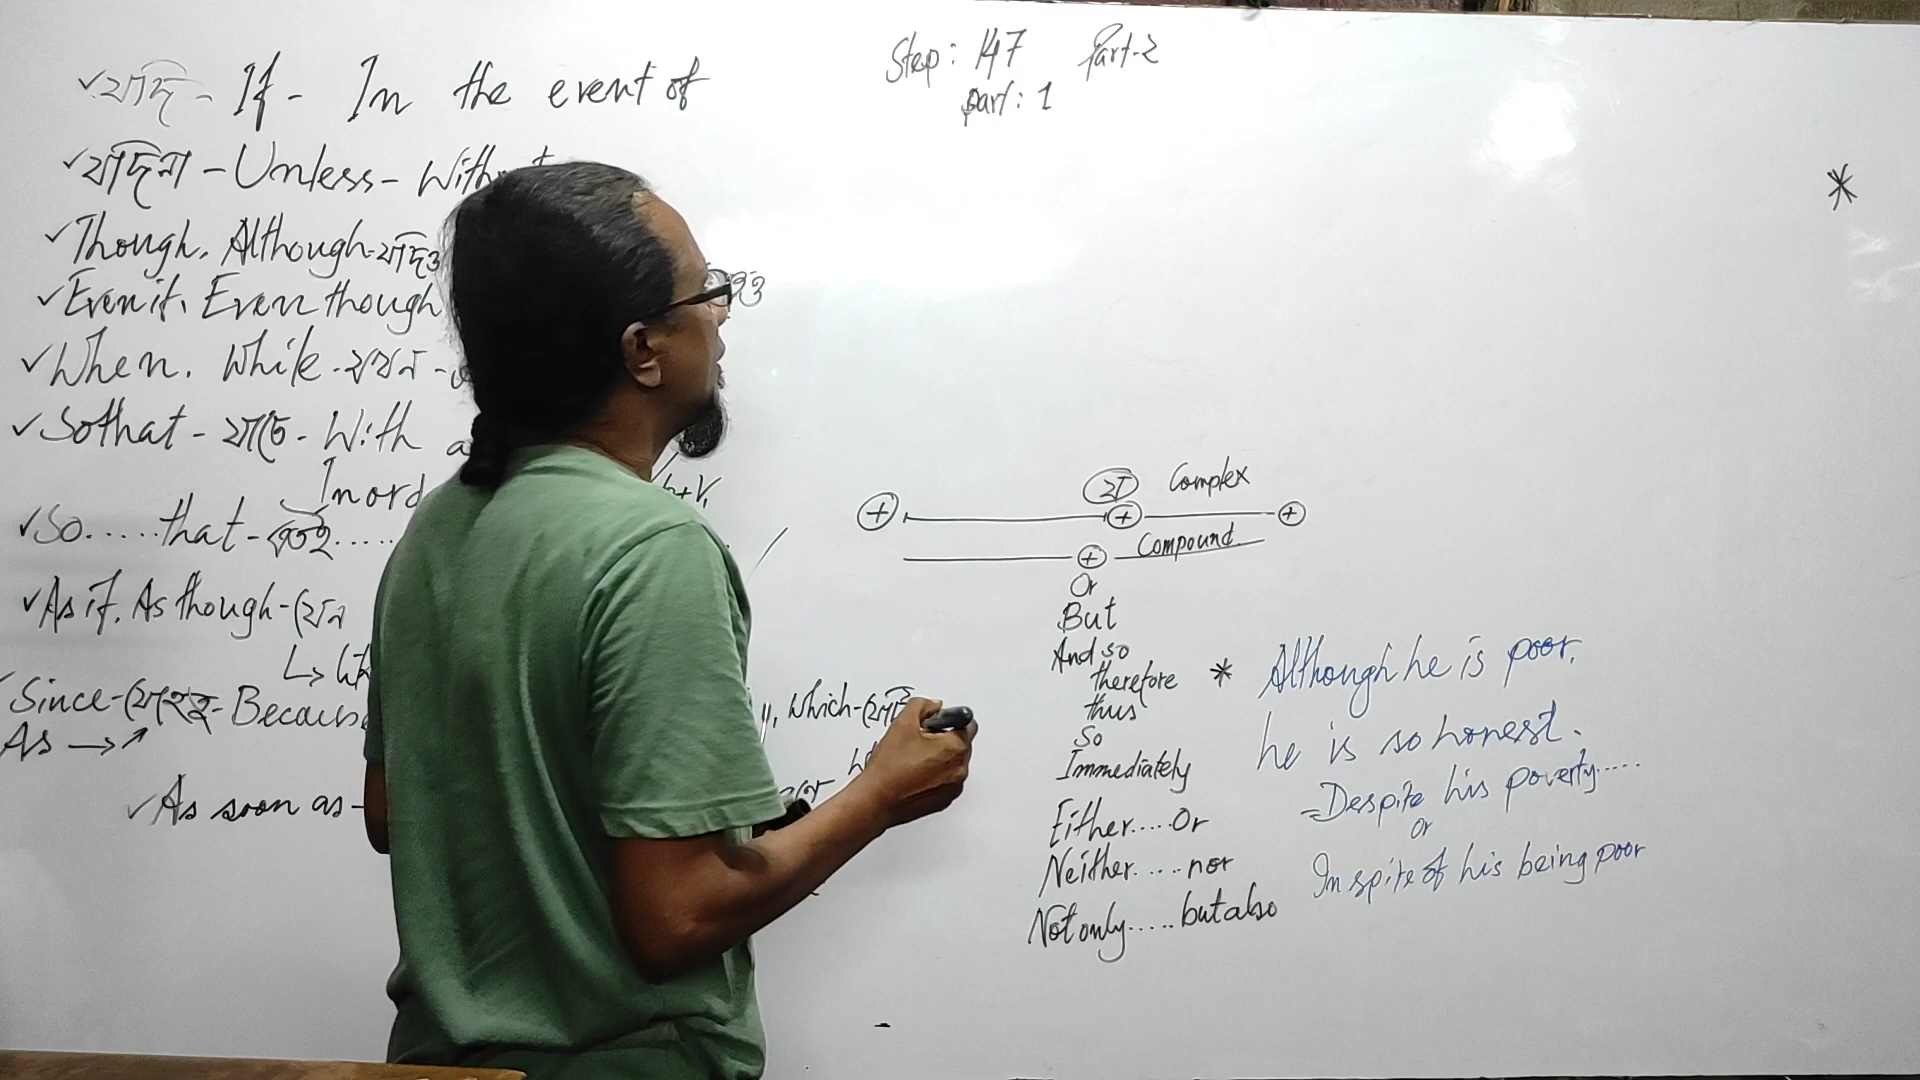 Step: 147 Part-2
part: 1
✓যদি - If - In the event of
✓যদিনা - Unless -
✓Though, Although-যদিও
✓Even if, Even though
✓When, While-যখন -
✓So that - যাতে - With a
In ord
✓So.....that-এতই.....
✓As if, As though-যেন
Since- Because
As →
✓As soon as-
, Which-
+ যে Complex
+ +
+ Compound
Or
But
And so
therefore
thus
So
Immediately
Either.....Or
Neither.....nor
Not only.....but also
* Although he is poor,
he is so honest.
=Despite his poverty.....
Or
In spite of his being poor
*